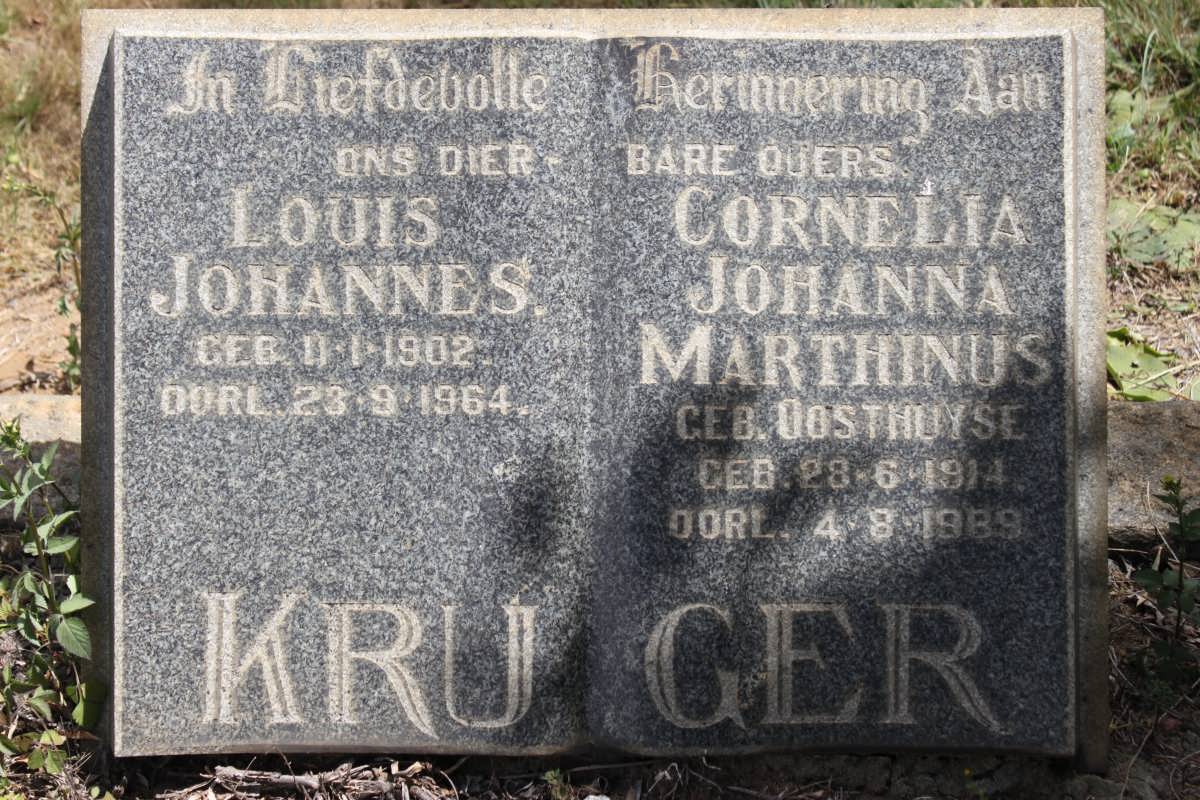 In Liefdevolle Herinnering Aan
ONS DIER- BARE OUERS.
LOUIS
JOHANNES.
GEB. 11-1-1902.
OORL. 23-9-1964.
CORNELIA
JOHANNA
MARTHINUS
GEB. OOSTHUYSE
GEB. 28-6-1914
OORL. 4-8-1989
KRUGER